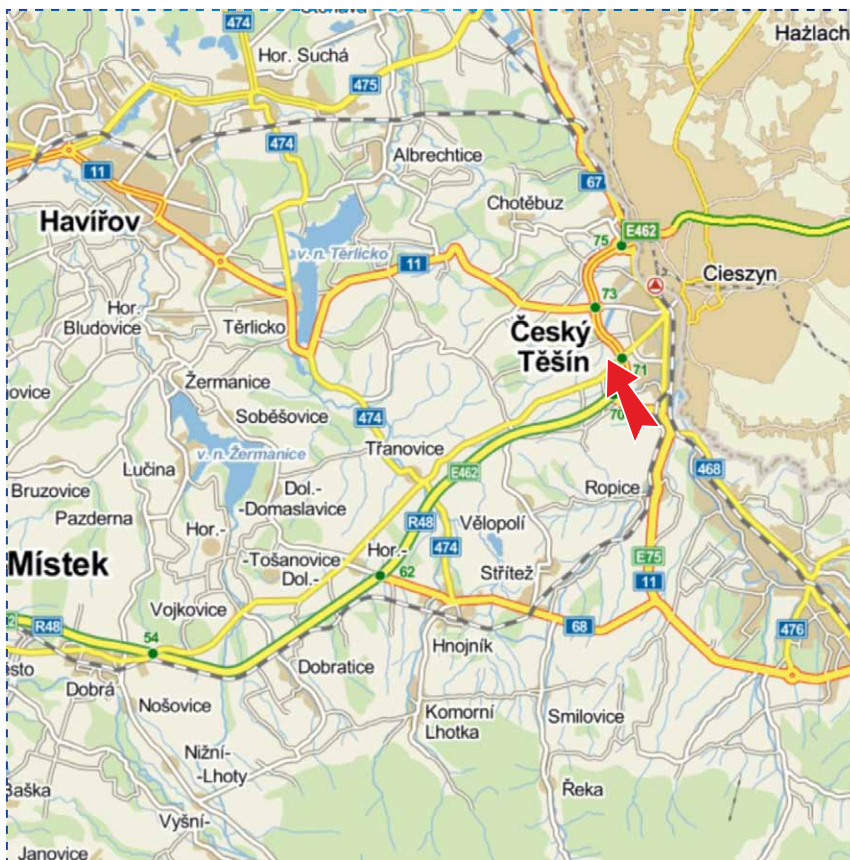 Stonava
474
Hor. Suchá
Hażlach
475
474
Albrechtice
67
11
Chotěbuz
Havířov
E462
75
v. n. Těrlicko
11
Cieszyn
73
Hor.
Bludovice
Těrlicko
Český
Těšín
71
Žermanice
novice
70
Soběšovice
474
Třanovice
v. n. Žermanice
468
Lučina
E462
Bruzovice
Dol.-
-Domaslavice
Ropice
Pazderna
R48
Vělopolí
Hor.-
Místek
-Tošanovice
Dol.-
Hor.-
62
474
E75
Střítež
11
Vojkovice
R48
54
68
476
Hnojník
Dobratice
Dobrá
Nošovice
Komorní
Lhotka
Smilovice
Nižní-
-Lhoty
Baška
Řeka
Vyšní-
Janovice